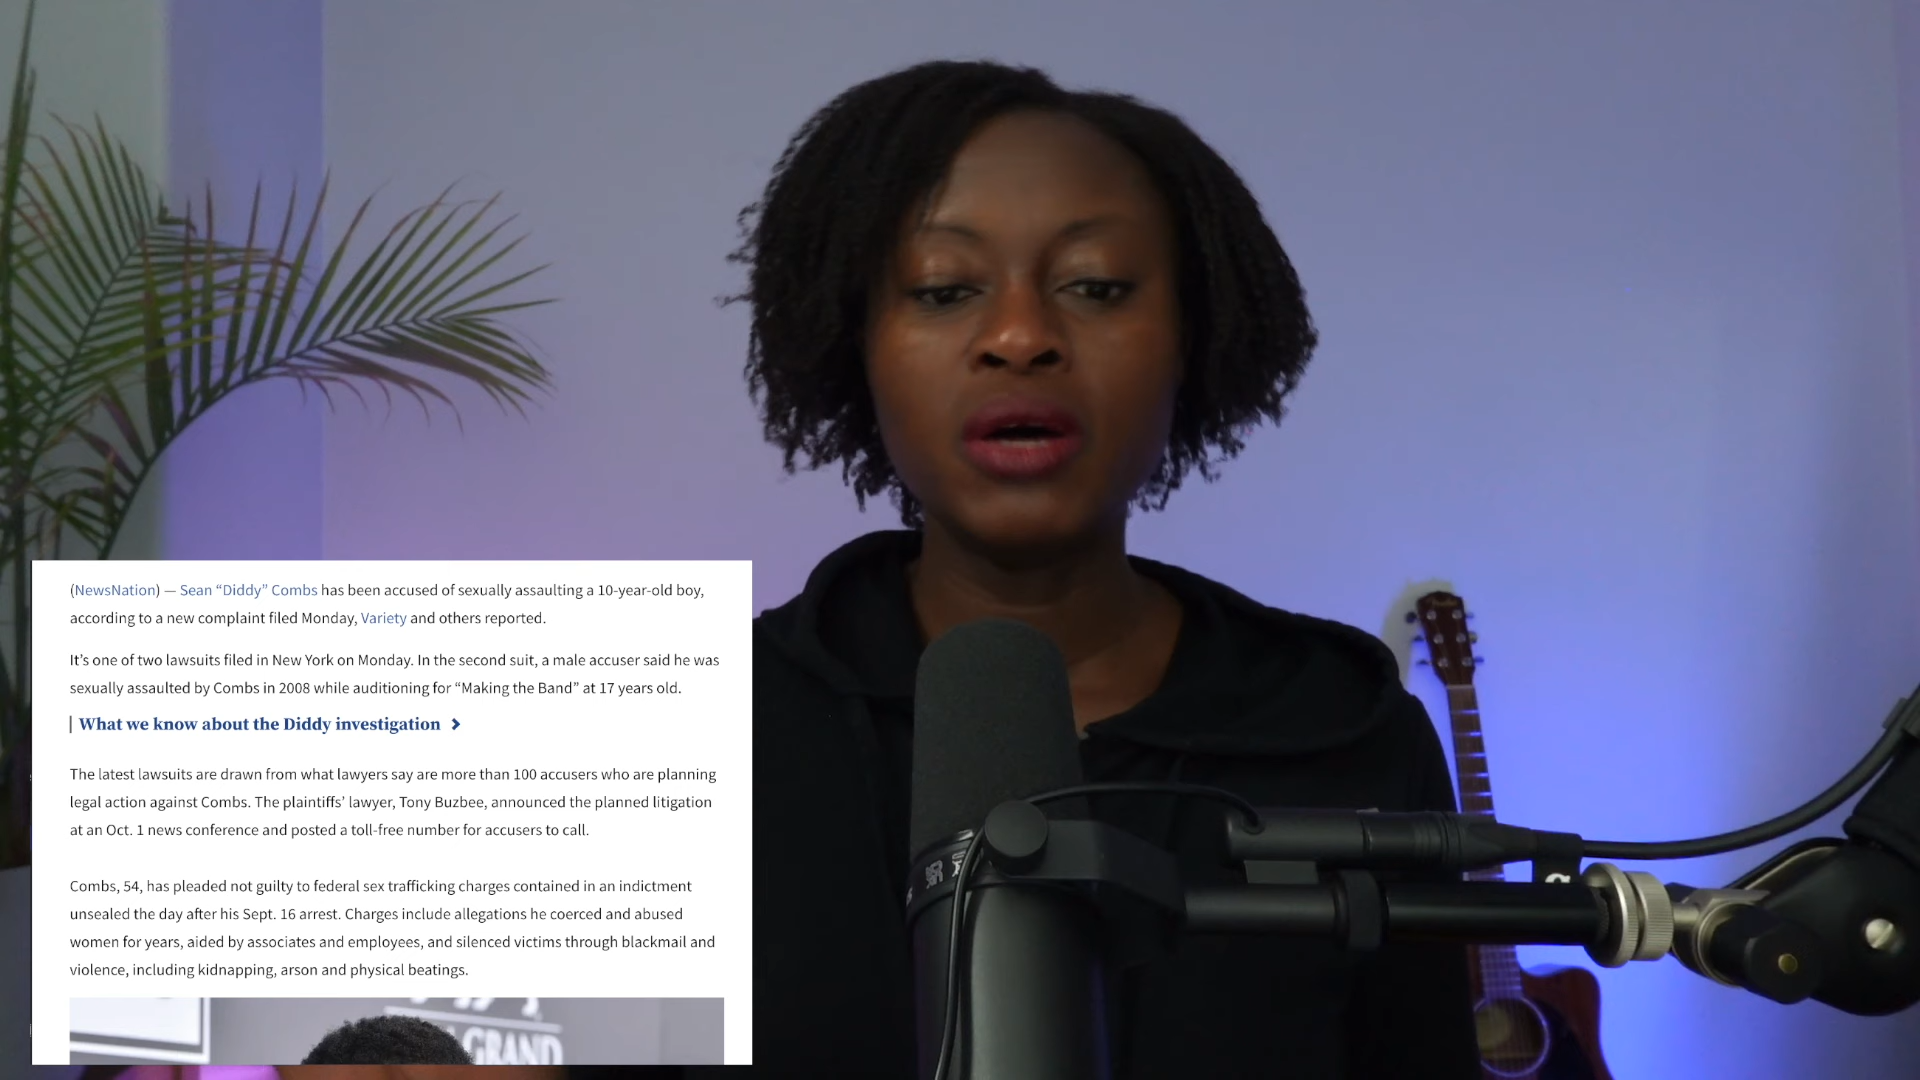 (NewsNation) — Sean “Diddy” Combs has been accused of sexually assaulting a 10-year-old boy,
according to a new complaint filed Monday, Variety and others reported.
It’s one of two lawsuits filed in New York on Monday. In the second suit, a male accuser said he was
sexually assaulted by Combs in 2008 while auditioning for “Making the Band” at 17 years old.
What we know about the Diddy investigation
The latest lawsuits are drawn from what lawyers say are more than 100 accusers who are planning
legal action against Combs. The plaintiffs’ lawyer, Tony Buzbee, announced the planned litigation
at an Oct. 1 news conference and posted a toll-free number for accusers to call.
Combs, 54, has pleaded not guilty to federal sex trafficking charges contained in an indictment
unsealed the day after his Sept. 16 arrest. Charges include allegations he coerced and abused
women for years, aided by associates and employees, and silenced victims through blackmail and
violence, including kidnapping, arson and physical beatings.
GRAND